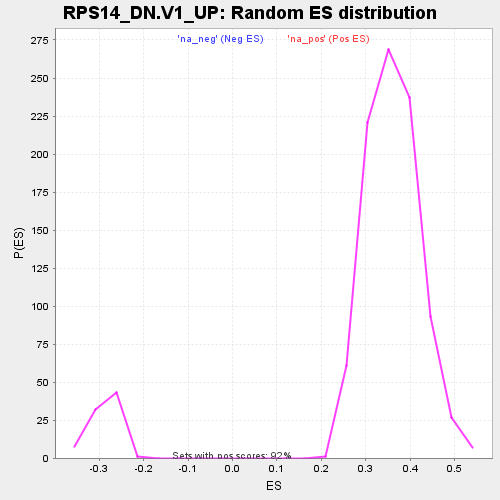 RPS14_DN.V1_UP: Random ES distribution
'na_neg' (Neg ES) 'na_pos' (Pos ES)
275
250
225
200
175
150
125
100
75
50
25
0
P(ES)
Sets with pos scores: 92%
-0.3 -0.2 -0.1 0.0 0.1 0.2 0.3 0.4 0.5
ES